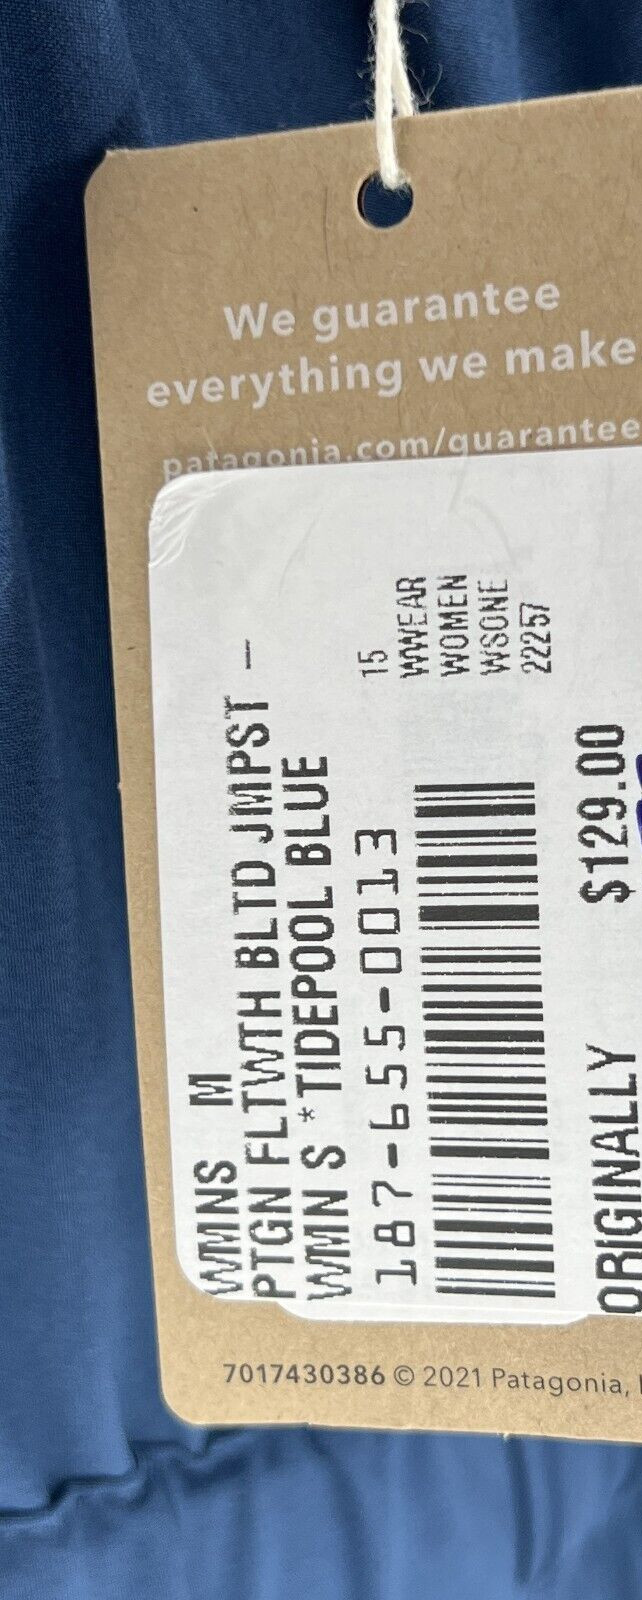 We guarantee
everything we make
patagonia.com/guarantee
WMNS M
PTGN FLTWTH BLTD JMPST –
WMN S *TIDEPOOL BLUE
187-655-0013
15
WWEAR
WOMEN
WSONE
22257
ORIGINALLY $129.00
7017430386 © 2021 Patagonia,